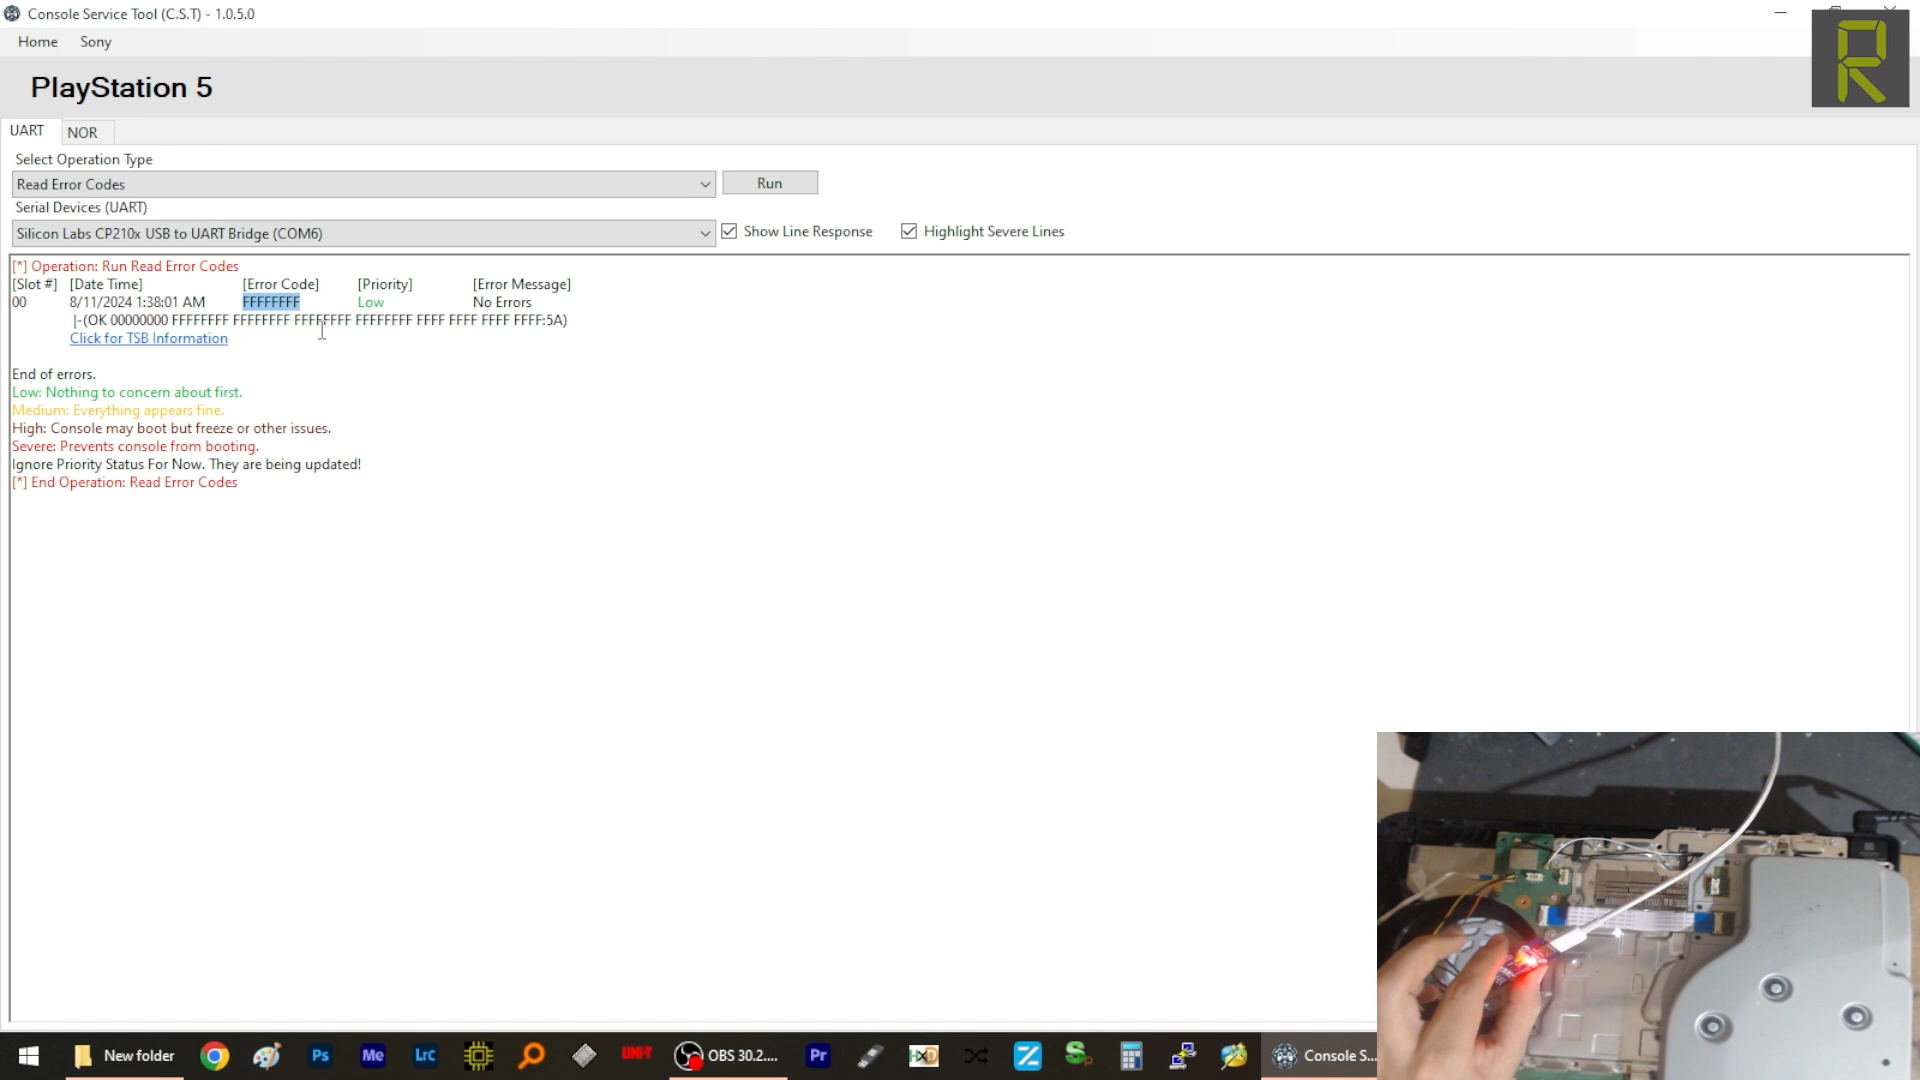 Console Service Tool (C.S.T) - 1.0.5.0
Home Sony
PlayStation 5
UART NOR
Select Operation Type
Read Error Codes Run
Serial Devices (UART)
Silicon Labs CP210x USB to UART Bridge (COM6) Show Line Response Highlight Severe Lines
[*] Operation: Run Read Error Codes
[Slot #] [Date Time] [Error Code] [Priority] [Error Message]
00 8/11/2024 1:38:01 AM FFFFFFFF Low No Errors
|-(OK 00000000 FFFFFFFF FFFFFFFF FFFFFFFF FFFFFFFF FFFF FFFF FFFF FFFF:5A)
Click for TSB Information
End of errors.
Low: Nothing to concern about first.
Medium: Everything appears fine.
High: Console may boot but freeze or other issues.
Severe: Prevents console from booting.
Ignore Priority Status For Now. They are being updated!
[*] End Operation: Read Error Codes
R
New folder Ps Me Lrc UNI-T OBS 30.2.... Pr HxD Z S Console S...